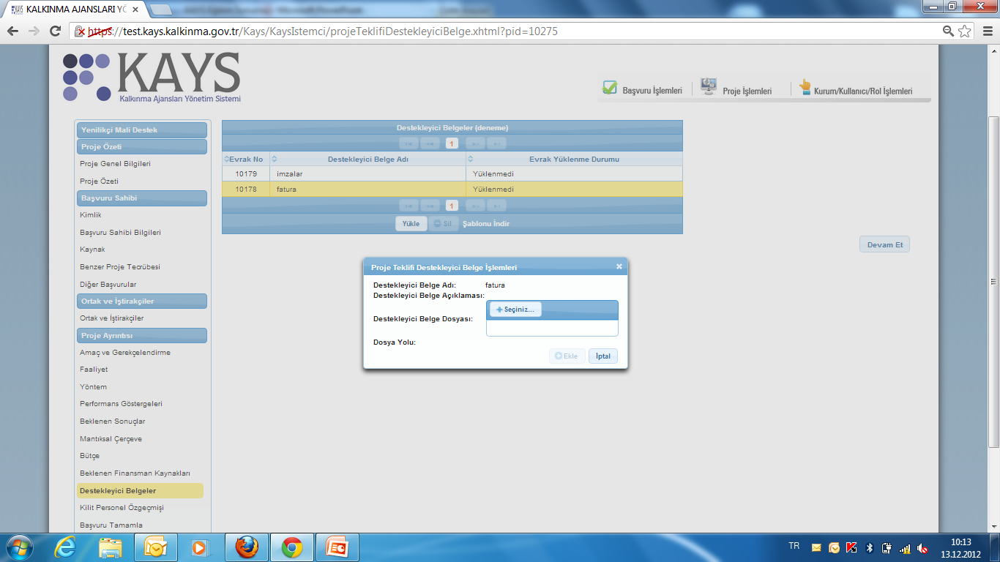 KALKINMA AJANSLARI YÖ
https://test.kays.kalkinma.gov.tr/Kays/KaysIstemci/projeTeklifiDestekleyiciBelge.xhtml?pid=10275
KAYS
Kalkınma Ajansları Yönetim Sistemi
Başvuru İşlemleri
Proje İşlemleri
Kurum/Kullanıcı/Rol İşlemleri
Yenilikçi Mali Destek
Proje Özeti
Proje Genel Bilgileri
Proje Özeti
Başvuru Sahibi
Kimlik
Başvuru Sahibi Bilgileri
Kaynak
Benzer Proje Tecrübesi
Diğer Başvurular
Ortak ve İştirakçiler
Ortak ve İştirakçiler
Proje Ayrıntısı
Amaç ve Gerekçelendirme
Faaliyet
Yöntem
Performans Göstergeleri
Beklenen Sonuçlar
Mantıksal Çerçeve
Bütçe
Beklenen Finansman Kaynakları
Destekleyici Belgeler
Kilit Personel Özgeçmişi
Başvuru Tamamla
Destekleyici Belgeler (deneme)
1
Evrak No Destekleyici Belge Adı Evrak Yüklenme Durumu
10179 imzalar Yüklenmedi
10178 fatura Yüklenmedi
1
Yükle Sil Şablonu İndir
Devam Et
Proje Teklifi Destekleyici Belge İşlemleri
Destekleyici Belge Adı: fatura
Destekleyici Belge Açıklaması:
Seçiniz...
Destekleyici Belge Dosyası:
Dosya Yolu:
Ekle İptal
TR
10:13
13.12.2012